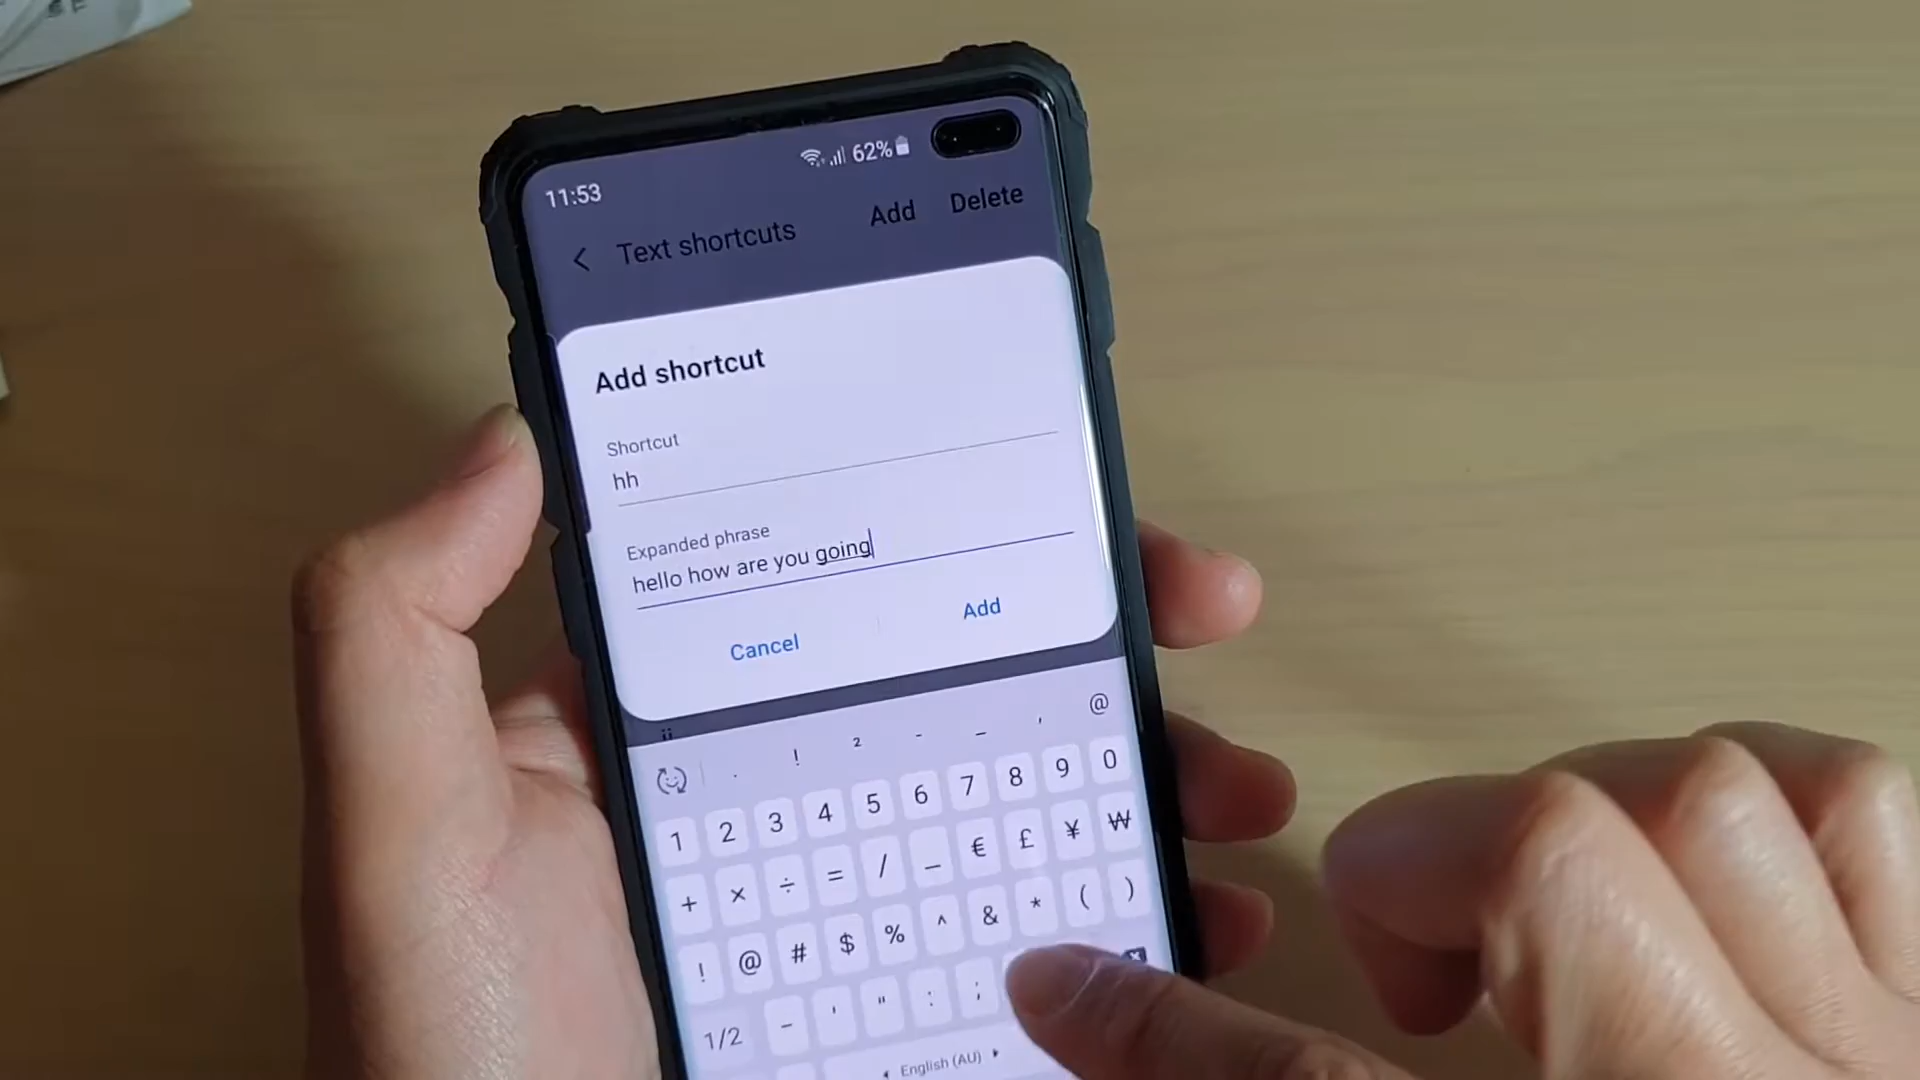 11:53 62%
Text shortcuts Add Delete
Add shortcut
Shortcut
hh
Expanded phrase
hello how are you going
Cancel Add
. ! ² - _ , @
1 2 3 4 5 6 7 8 9 0
+ × ÷ = / _ € £ ¥ ₩
! @ # $ % ^ & * ( )
1/2 - ' " : ;
English (AU)